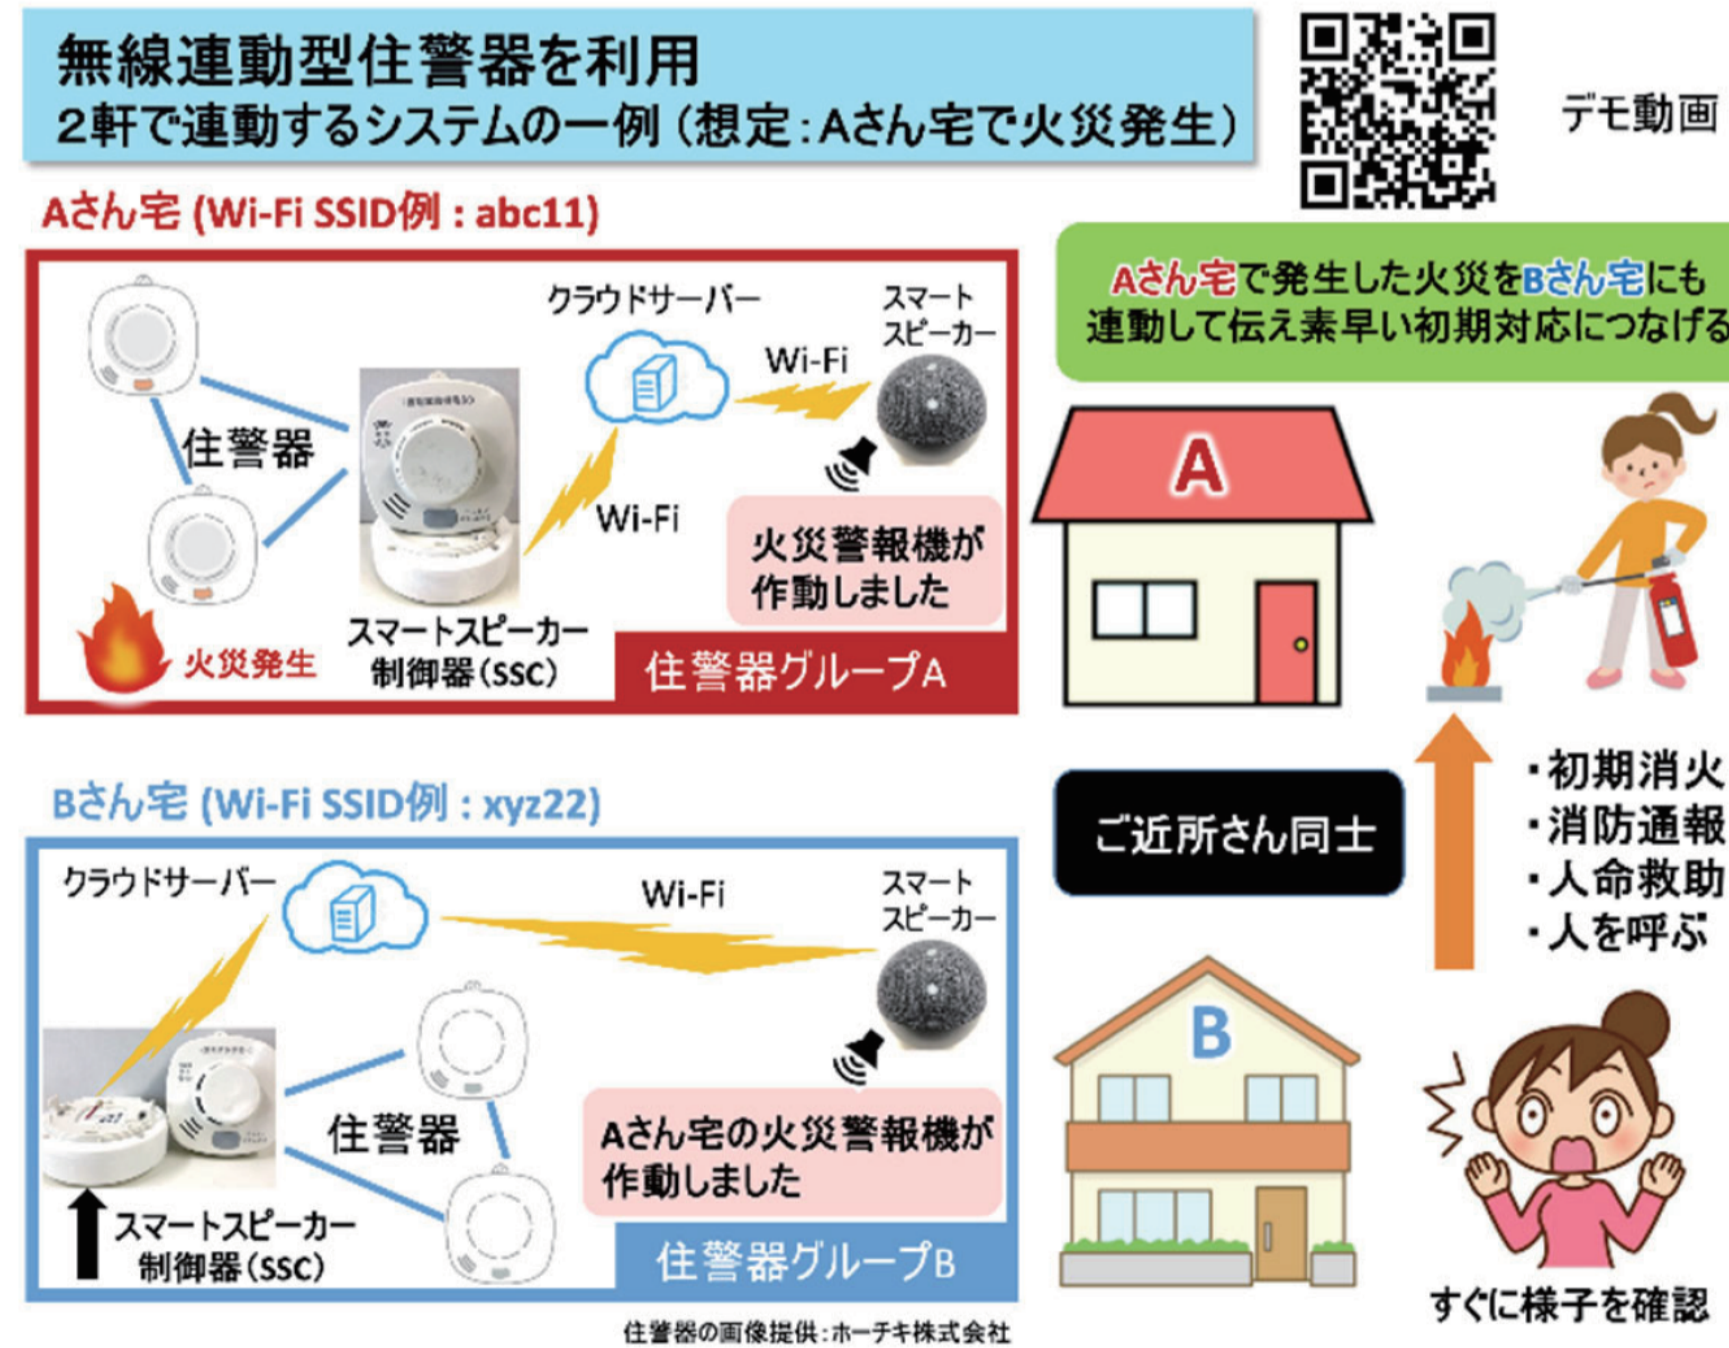 無線連動型住警器を利用
２軒で連動するシステムの一例（想定：Aさん宅で火災発生）
デモ動画
Aさん宅 (Wi-Fi SSID例 : abc11)
クラウドサーバー
スマート
スピーカー
Wi-Fi
住警器
Wi-Fi
火災警報機が
作動しました
火災発生
スマートスピーカー
制御器（SSC）
住警器グループA
Aさん宅で発生した火災をBさん宅にも
連動して伝え素早い初期対応につなげる
A
Bさん宅 (Wi-Fi SSID例 : xyz22)
クラウドサーバー
Wi-Fi
スマート
スピーカー
住警器
Aさん宅の火災警報機が
作動しました
スマートスピーカー
制御器（SSC）
住警器グループB
ご近所さん同士
・初期消火
・消防通報
・人命救助
・人を呼ぶ
B
すぐに様子を確認
住警器の画像提供：ホーチキ株式会社